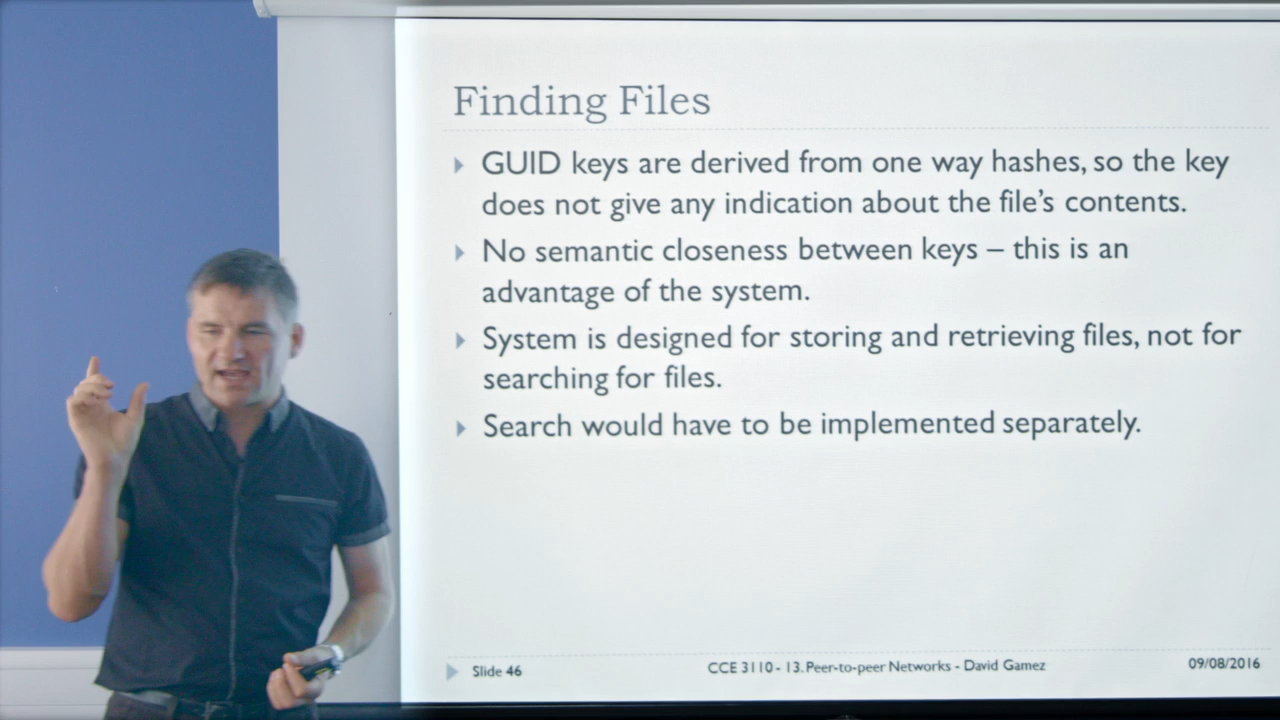 Finding Files
GUID keys are derived from one way hashes, so the key
does not give any indication about the file's contents.
No semantic closeness between keys – this is an
advantage of the system.
System is designed for storing and retrieving files, not for
searching for files.
Search would have to be implemented separately.
Slide 46
CCE 3110 - 13. Peer-to-peer Networks - David Gamez
09/08/2016